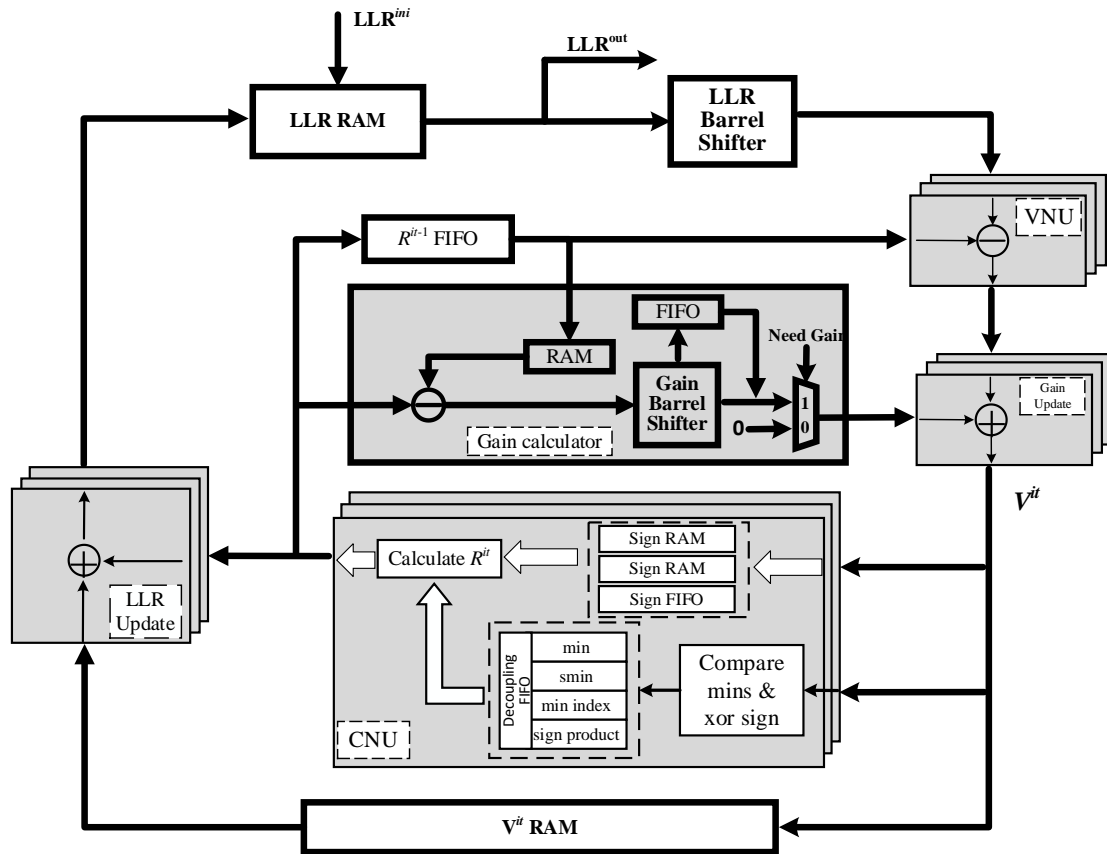 LLR^ini
LLR^out
LLR RAM
LLR
Barrel
Shifter
VNU
R^it-1 FIFO
FIFO
Need Gain
RAM
Gain
Barrel
Shifter
1
0
0
Gain calculator
Gain
Update
V^it
Sign RAM
Calculate R^it
Sign RAM
Sign FIFO
LLR
Update
Decoupling
FIFO
min
smin
min index
sign product
Compare
mins &
xor sign
CNU
V^it RAM